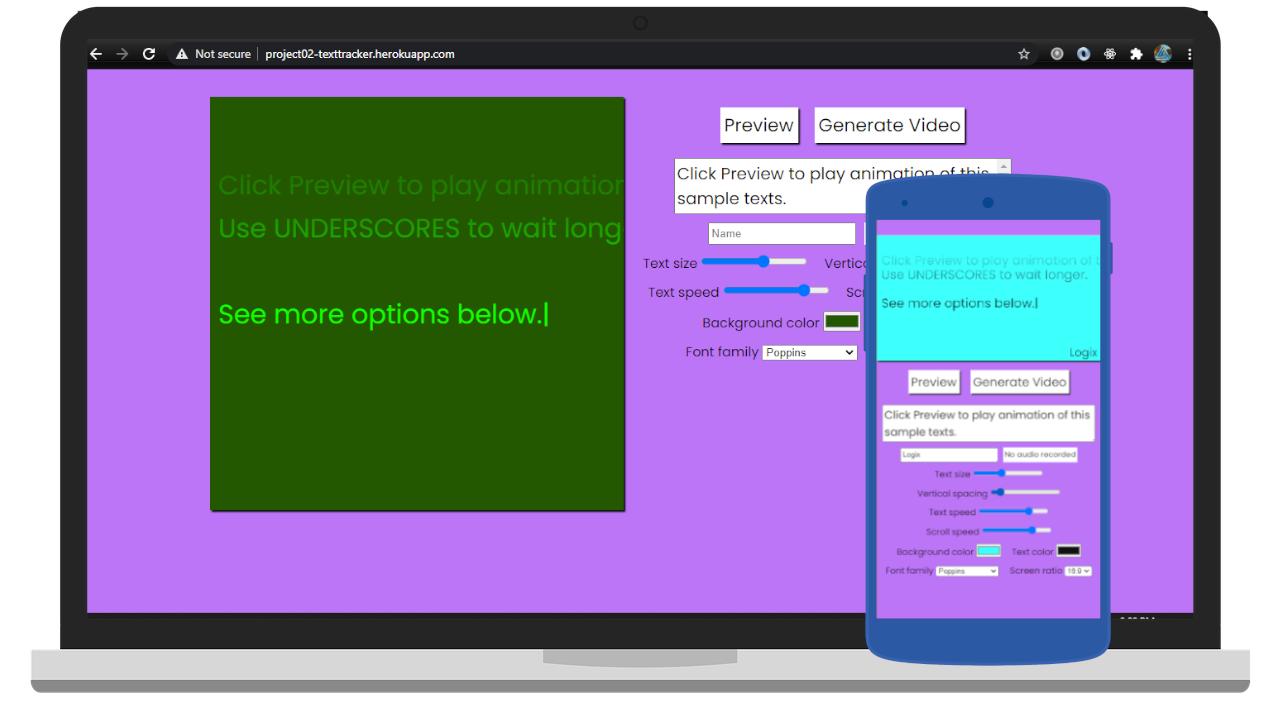 Not secure project02-texttracker.herokuapp.com
Click Preview to play animation
Use UNDERSCORES to wait long
See more options below.
Preview Generate Video
Click Preview to play animation of this
sample texts.
Name
Text size
Text speed
Background color
Font family Poppins
Click Preview to play animation of
Use UNDERSCORES to wait longer.
See more options below.
Logix
Preview Generate Video
Click Preview to play animation of this
sample texts.
Logix No audio recorded
Text size
Vertical spacing
Text speed
Scroll speed
Background color Text color
Font family Poppins Screen ratio 16:9